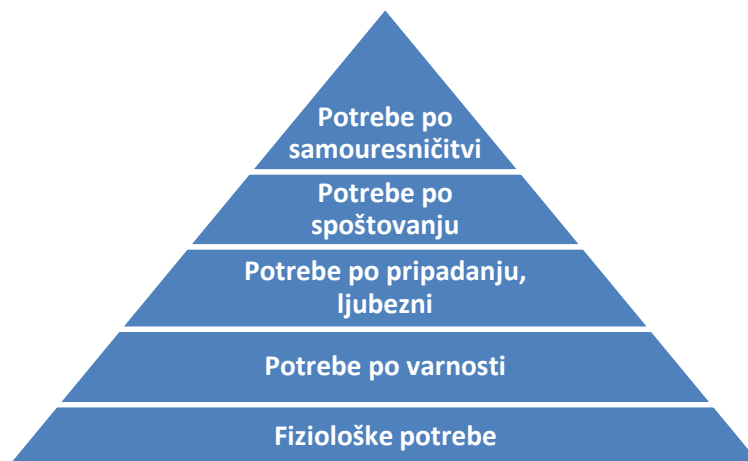 Potrebe po
samouresničitvi
Potrebe po
spoštovanju
Potrebe po pripadanju,
ljubezni
Potrebe po varnosti
Fiziološke potrebe